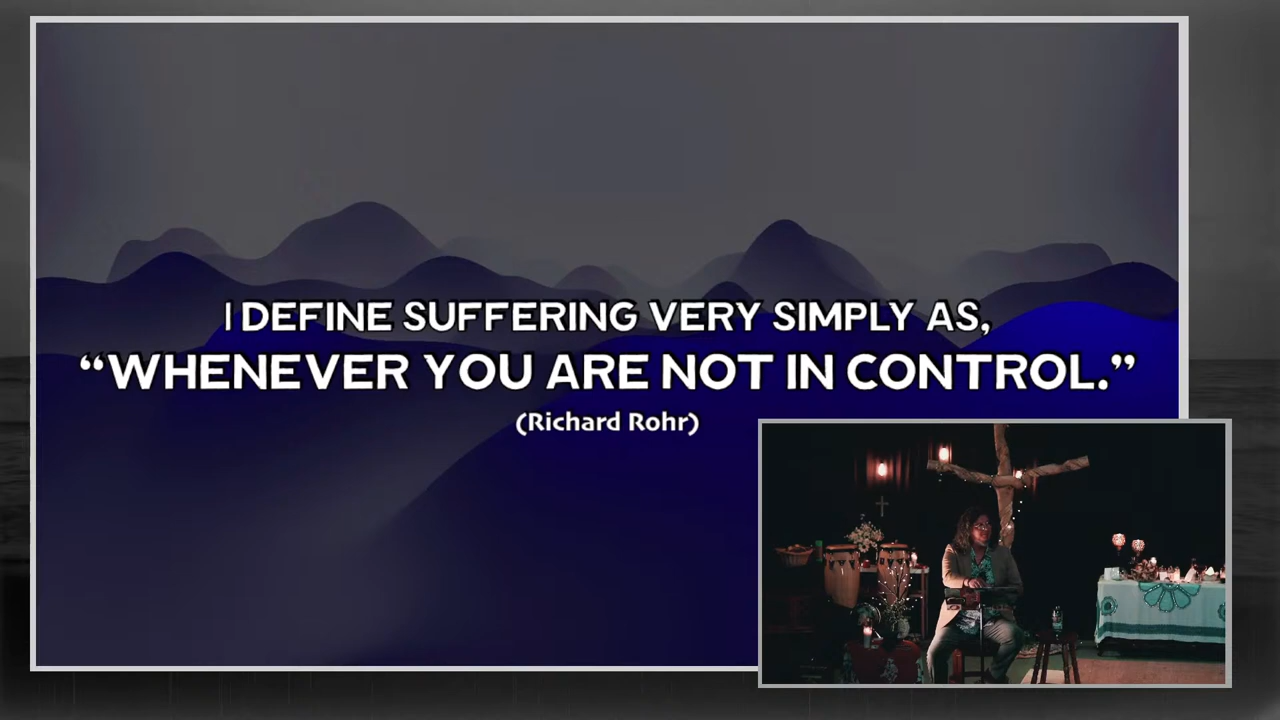 I DEFINE SUFFERING VERY SIMPLY AS,
“WHENEVER YOU ARE NOT IN CONTROL.”
(Richard Rohr)